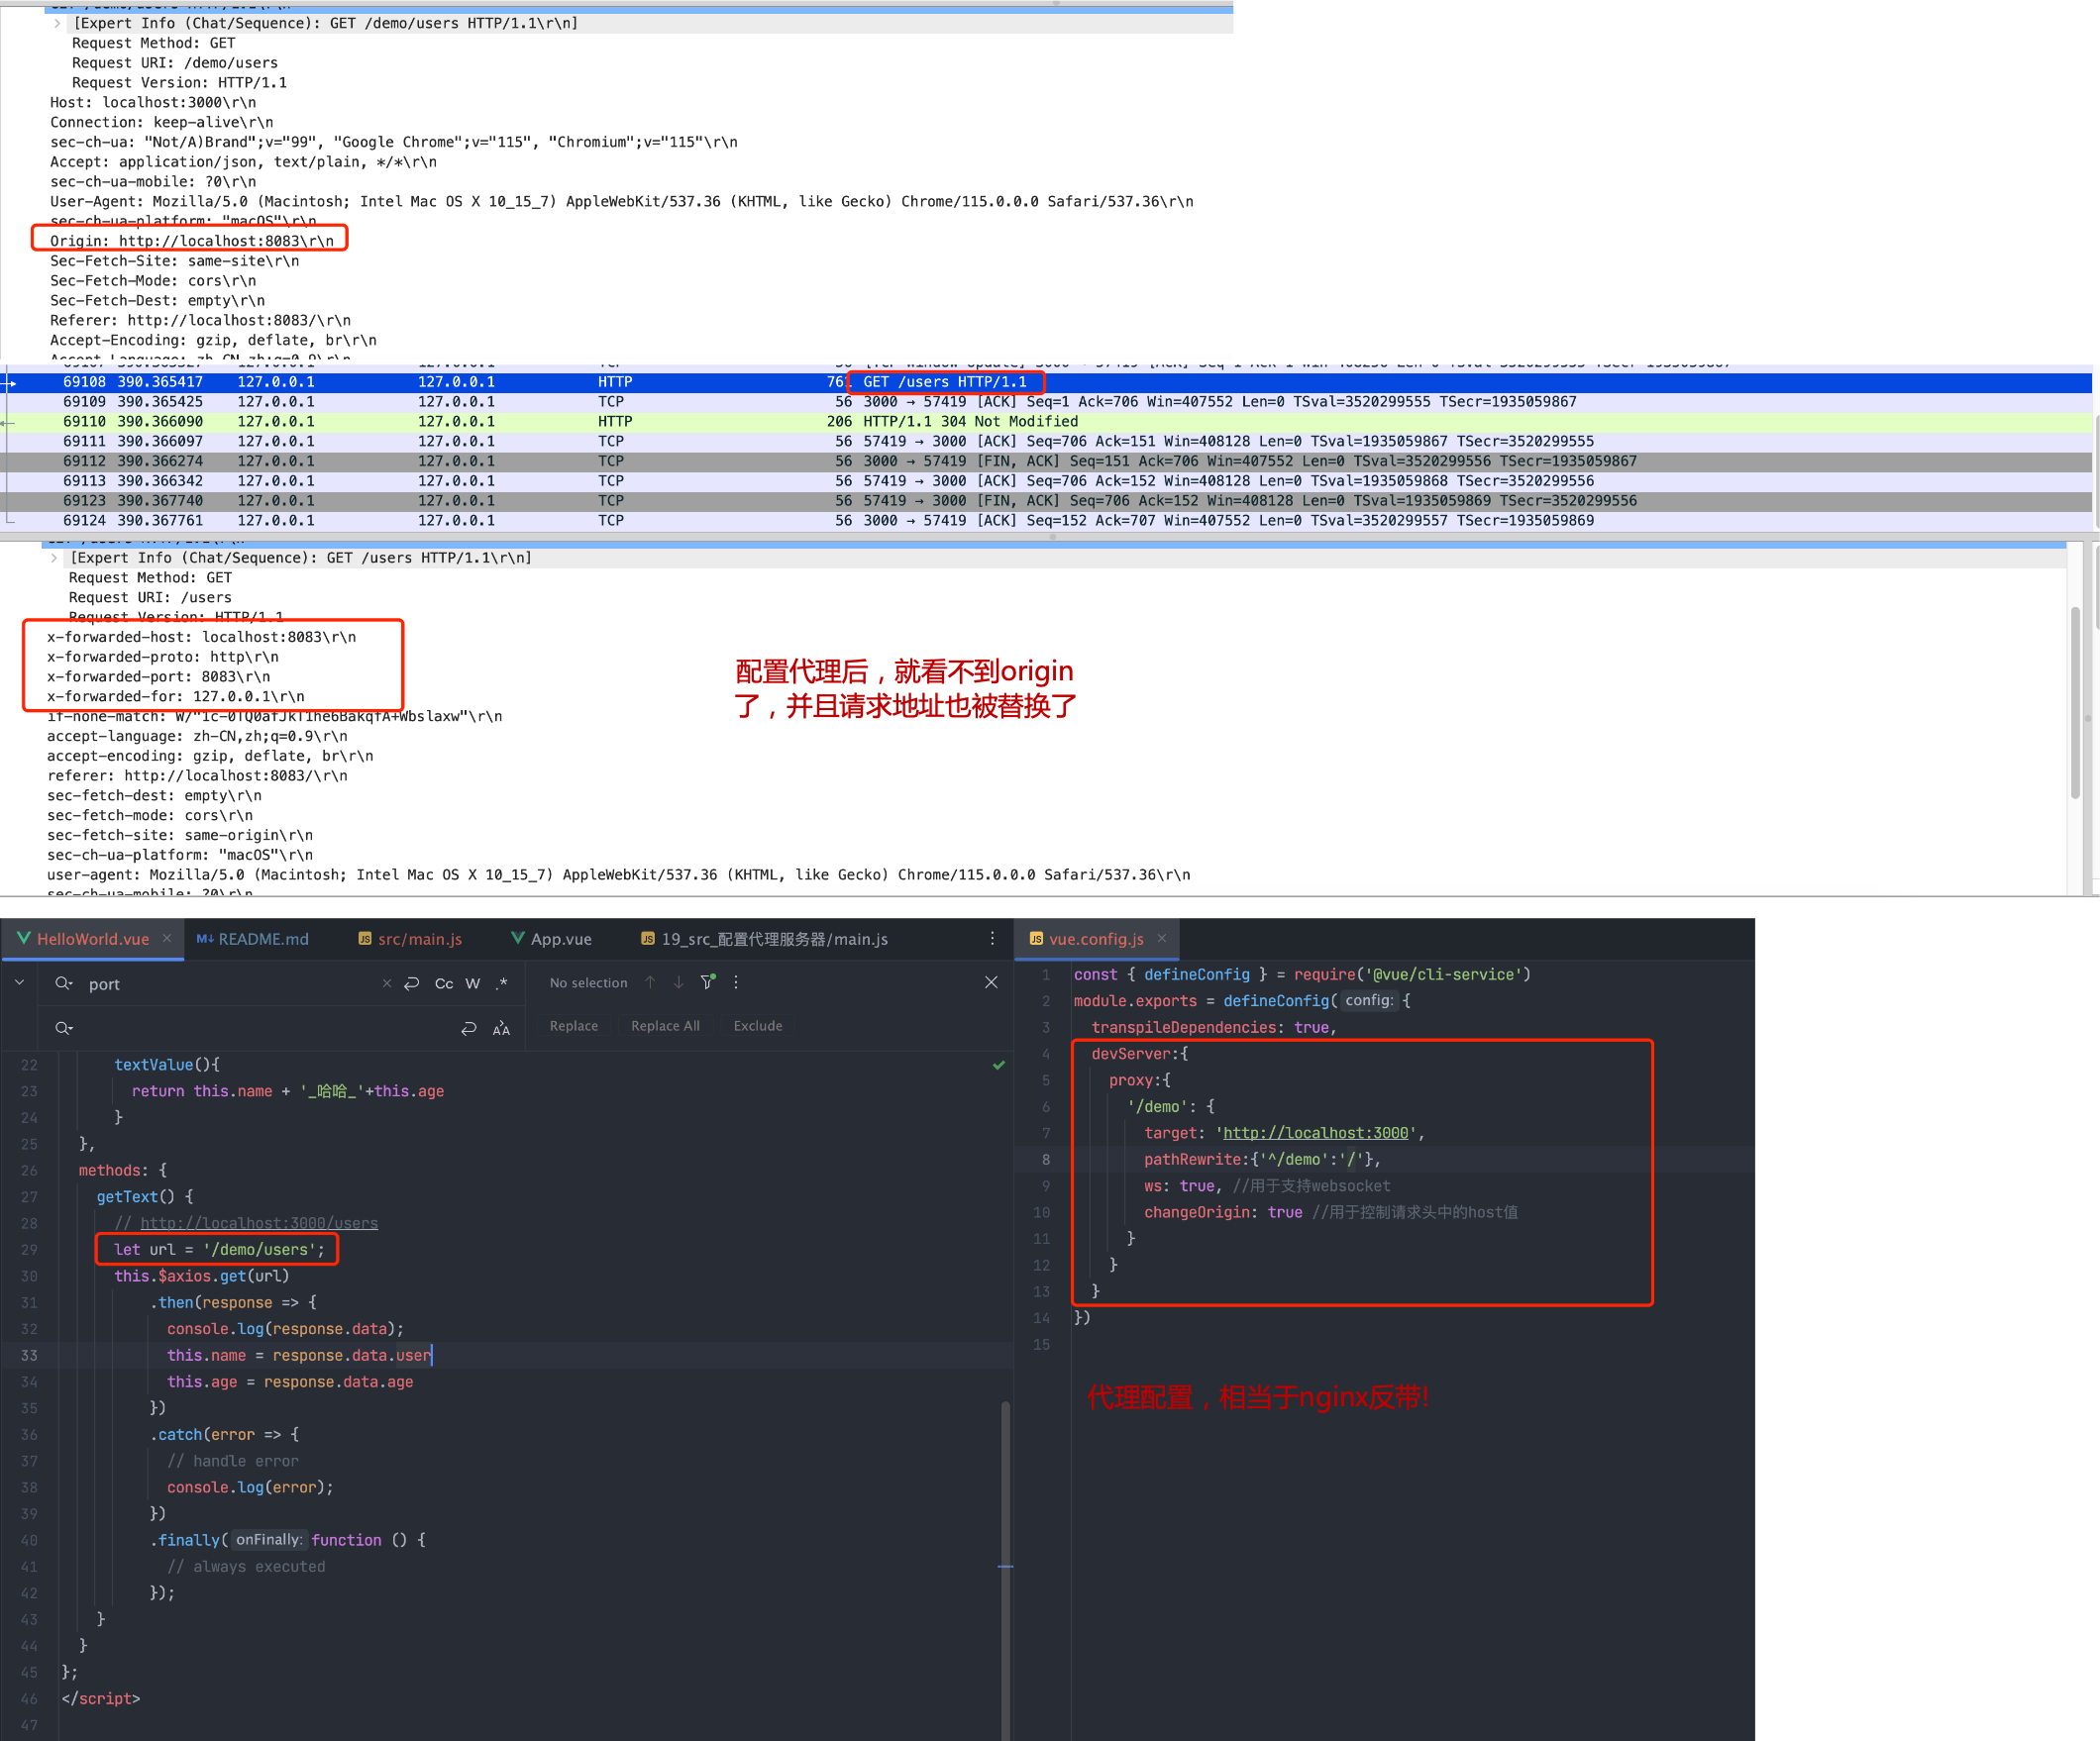 [Expert Info (Chat/Sequence): GET /demo/users HTTP/1.1\r\n]
Request Method: GET
Request URI: /demo/users
Request Version: HTTP/1.1
Host: localhost:3000\r\n
Connection: keep-alive\r\n
sec-ch-ua: "Not/A)Brand";v="99", "Google Chrome";v="115", "Chromium";v="115"\r\n
Accept: application/json, text/plain, */*\r\n
sec-ch-ua-mobile: ?0\r\n
User-Agent: Mozilla/5.0 (Macintosh; Intel Mac OS X 10_15_7) AppleWebKit/537.36 (KHTML, like Gecko) Chrome/115.0.0.0 Safari/537.36\r\n
sec-ch-ua-platform: "macOS"\r\n
Origin: http://localhost:8083\r\n
Sec-Fetch-Site: same-site\r\n
Sec-Fetch-Mode: cors\r\n
Sec-Fetch-Dest: empty\r\n
Referer: http://localhost:8083/\r\n
Accept-Encoding: gzip, deflate, br\r\n
Accept-Language: zh-CN,zh;q=0.9\r\n
69108 390.365417 127.0.0.1 127.0.0.1 HTTP 761 GET /users HTTP/1.1
69109 390.365425 127.0.0.1 127.0.0.1 TCP 56 3000 → 57419 [ACK] Seq=1 Ack=706 Win=407552 Len=0 TSval=3520299555 TSecr=1935059867
69110 390.366090 127.0.0.1 127.0.0.1 HTTP 206 HTTP/1.1 304 Not Modified
69111 390.366097 127.0.0.1 127.0.0.1 TCP 56 57419 → 3000 [ACK] Seq=706 Ack=151 Win=408128 Len=0 TSval=1935059867 TSecr=3520299555
69112 390.366274 127.0.0.1 127.0.0.1 TCP 56 3000 → 57419 [FIN, ACK] Seq=151 Ack=706 Win=407552 Len=0 TSval=3520299556 TSecr=1935059867
69113 390.366342 127.0.0.1 127.0.0.1 TCP 56 57419 → 3000 [ACK] Seq=706 Ack=152 Win=408128 Len=0 TSval=1935059868 TSecr=3520299556
69123 390.367740 127.0.0.1 127.0.0.1 TCP 56 57419 → 3000 [FIN, ACK] Seq=706 Ack=152 Win=408128 Len=0 TSval=1935059869 TSecr=3520299556
69124 390.367761 127.0.0.1 127.0.0.1 TCP 56 3000 → 57419 [ACK] Seq=152 Ack=707 Win=407552 Len=0 TSval=3520299557 TSecr=1935059869
[Expert Info (Chat/Sequence): GET /users HTTP/1.1\r\n]
Request Method: GET
Request URI: /users
Request Version: HTTP/1.1
x-forwarded-host: localhost:8083\r\n
x-forwarded-proto: http\r\n
x-forwarded-port: 8083\r\n
x-forwarded-for: 127.0.0.1\r\n
配置代理后，就看不到origin
了，并且请求地址也被替换了
accept-language: zh-CN,zh;q=0.9\r\n
accept-encoding: gzip, deflate, br\r\n
referer: http://localhost:8083/\r\n
sec-fetch-dest: empty\r\n
sec-fetch-mode: cors\r\n
sec-fetch-site: same-origin\r\n
sec-ch-ua-platform: "macOS"\r\n
user-agent: Mozilla/5.0 (Macintosh; Intel Mac OS X 10_15_7) AppleWebKit/537.36 (KHTML, like Gecko) Chrome/115.0.0.0 Safari/537.36\r\n
sec-ch-ua-mobile: ?0\r\n
HelloWorld.vue × M↓ README.md JS src/main.js App.vue JS 19_src_配置代理服务器/main.js
port × Cc W .* No selection
Replace Replace All Exclude
22 textValue(){
23 return this.name + '_哈哈_'+this.age
24 }
25 },
26 methods: {
27 getText() {
28 // http://localhost:3000/users
29 let url = '/demo/users';
30 this.$axios.get(url)
31 .then(response => {
32 console.log(response.data);
33 this.name = response.data.user
34 this.age = response.data.age
35 })
36 .catch(error => {
37 // handle error
38 console.log(error);
39 })
40 .finally( onFinally: function () {
41 // always executed
42 });
43 }
44 }
45 };
46 </script>
47
JS vue.config.js ×
1 const { defineConfig } = require('@vue/cli-service')
2 module.exports = defineConfig( config: {
3 transpileDependencies: true,
4 devServer:{
5 proxy:{
6 '/demo': {
7 target: 'http://localhost:3000',
8 pathRewrite:{'^/demo':'/'},
9 ws: true, //用于支持websocket
10 changeOrigin: true //用于控制请求头中的host值
11 }
12 }
13 }
14 })
15
代理配置，相当于nginx反带!